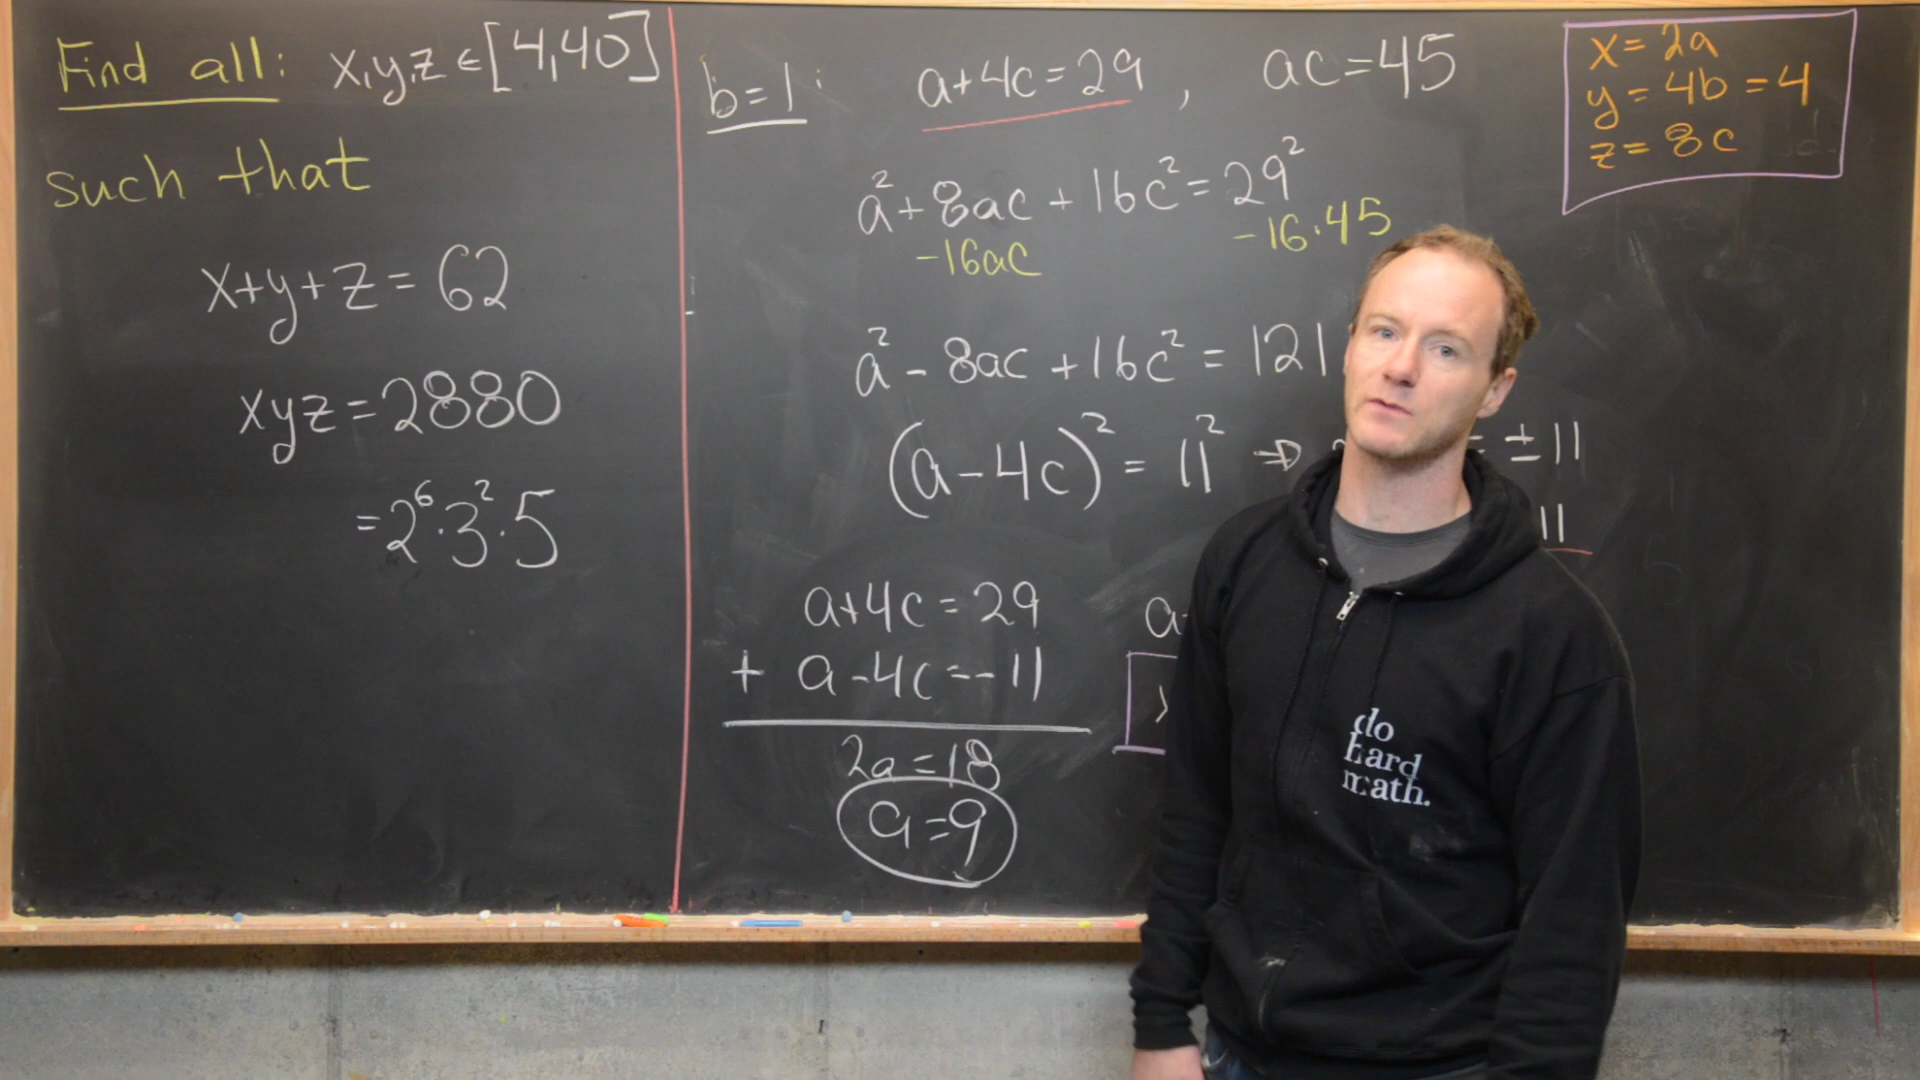 Find all: x,y,z ∈ [4,40]
such that
x+y+z = 62
xyz = 2880
= 2⁶·3²·5
b=1: a+4c=29, ac=45
a²+8ac+16c²=29²
-16ac -16·45
a²-8ac+16c²=121
(a-4c)²=11² ⇒ = ±11
11
a+4c=29
+ a-4c=-11
2a=18
a=9
a
x=2a
y=4b=4
z=8c
do
hard
math.